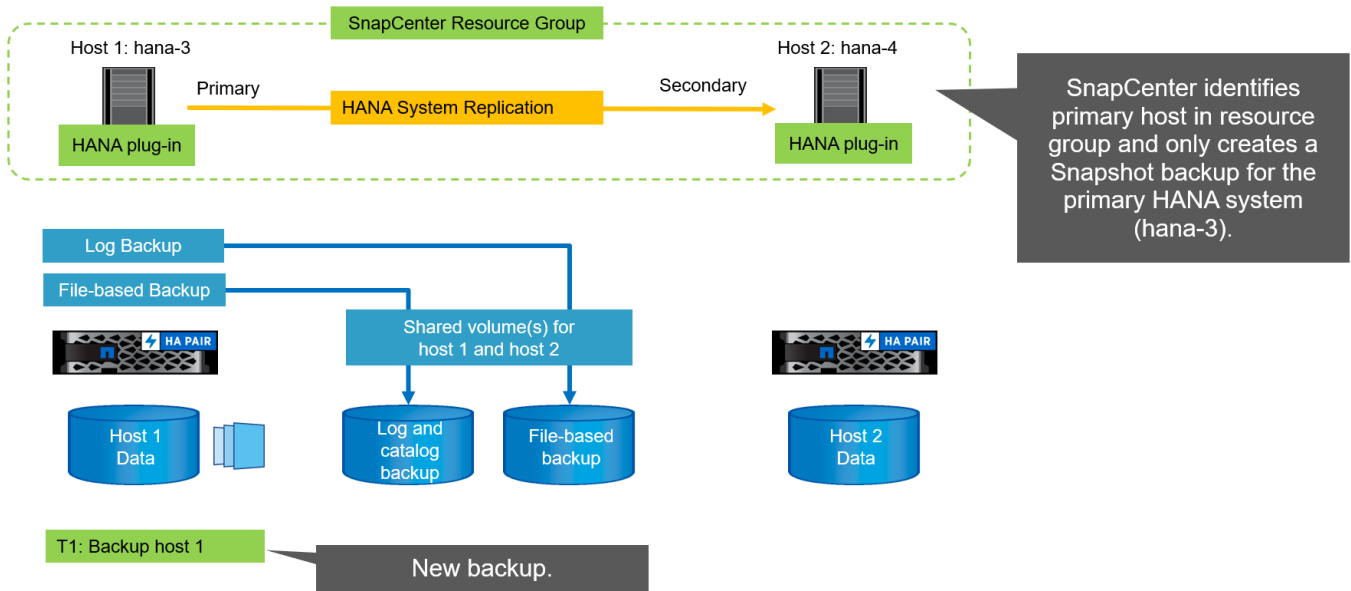 SnapCenter Resource Group
Host 1: hana-3
Host 2: hana-4
Primary
Secondary
HANA System Replication
HANA plug-in
HANA plug-in
SnapCenter identifies
primary host in resource
group and only creates a
Snapshot backup for the
primary HANA system
(hana-3).
Log Backup
File-based Backup
Shared volume(s) for
host 1 and host 2
HA PAIR
HA PAIR
Host 1
Data
Log and
catalog
backup
File-based
backup
Host 2
Data
T1: Backup host 1
New backup.